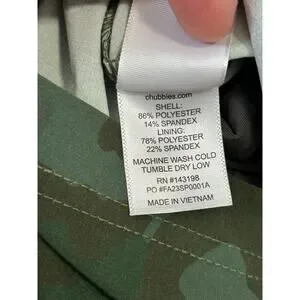 chubbies.com
SHELL:
86% POLYESTER
14% SPANDEX
LINING:
78% POLYESTER
22% SPANDEX
MACHINE WASH COLD
TUMBLE DRY LOW
RN #143198
PO #FA23SP0001A
MADE IN VIETNAM